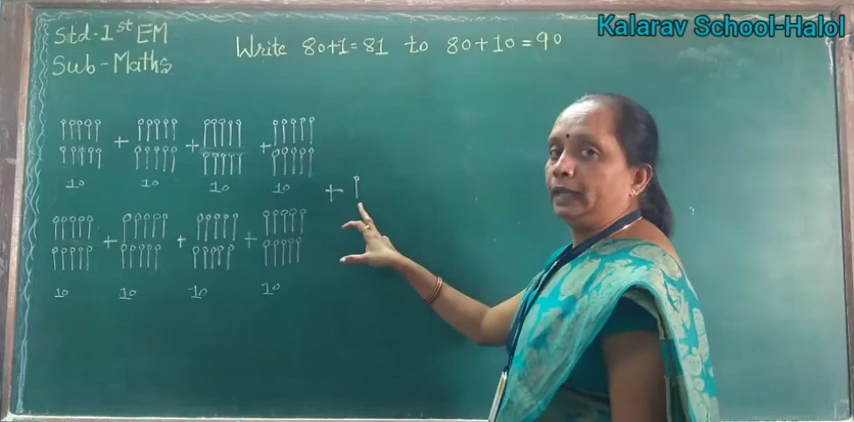 Kalarav School-Halol
Std-1st EM
Sub-Maths
Write 80+1=81 to 80+10=90
+ + +
10 10 10 10
+ 1
+ + +
10 10 10 10